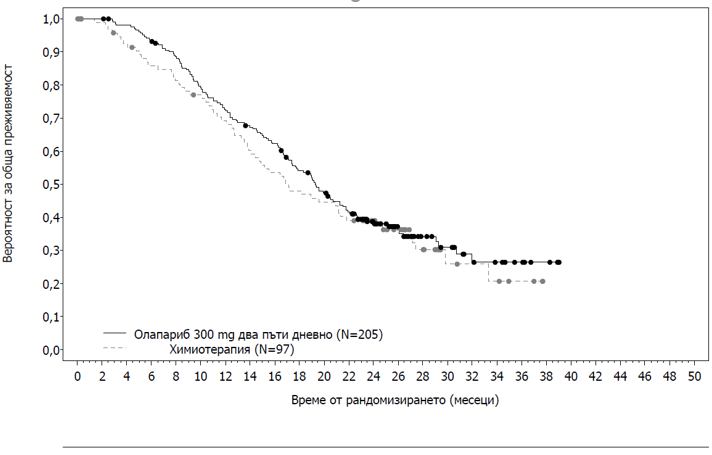 Вероятност за обща преживяемост
1,0
0,9
0,8
0,7
0,6
0,5
0,4
0,3
0,2
0,1
0,0
Олапариб 300 mg два пъти дневно (N=205)
Химиотерапия (N=97)
0 2 4 6 8 10 12 14 16 18 20 22 24 26 28 30 32 34 36 38 40 42 44 46 48 50
Време от рандомизирането (месеци)